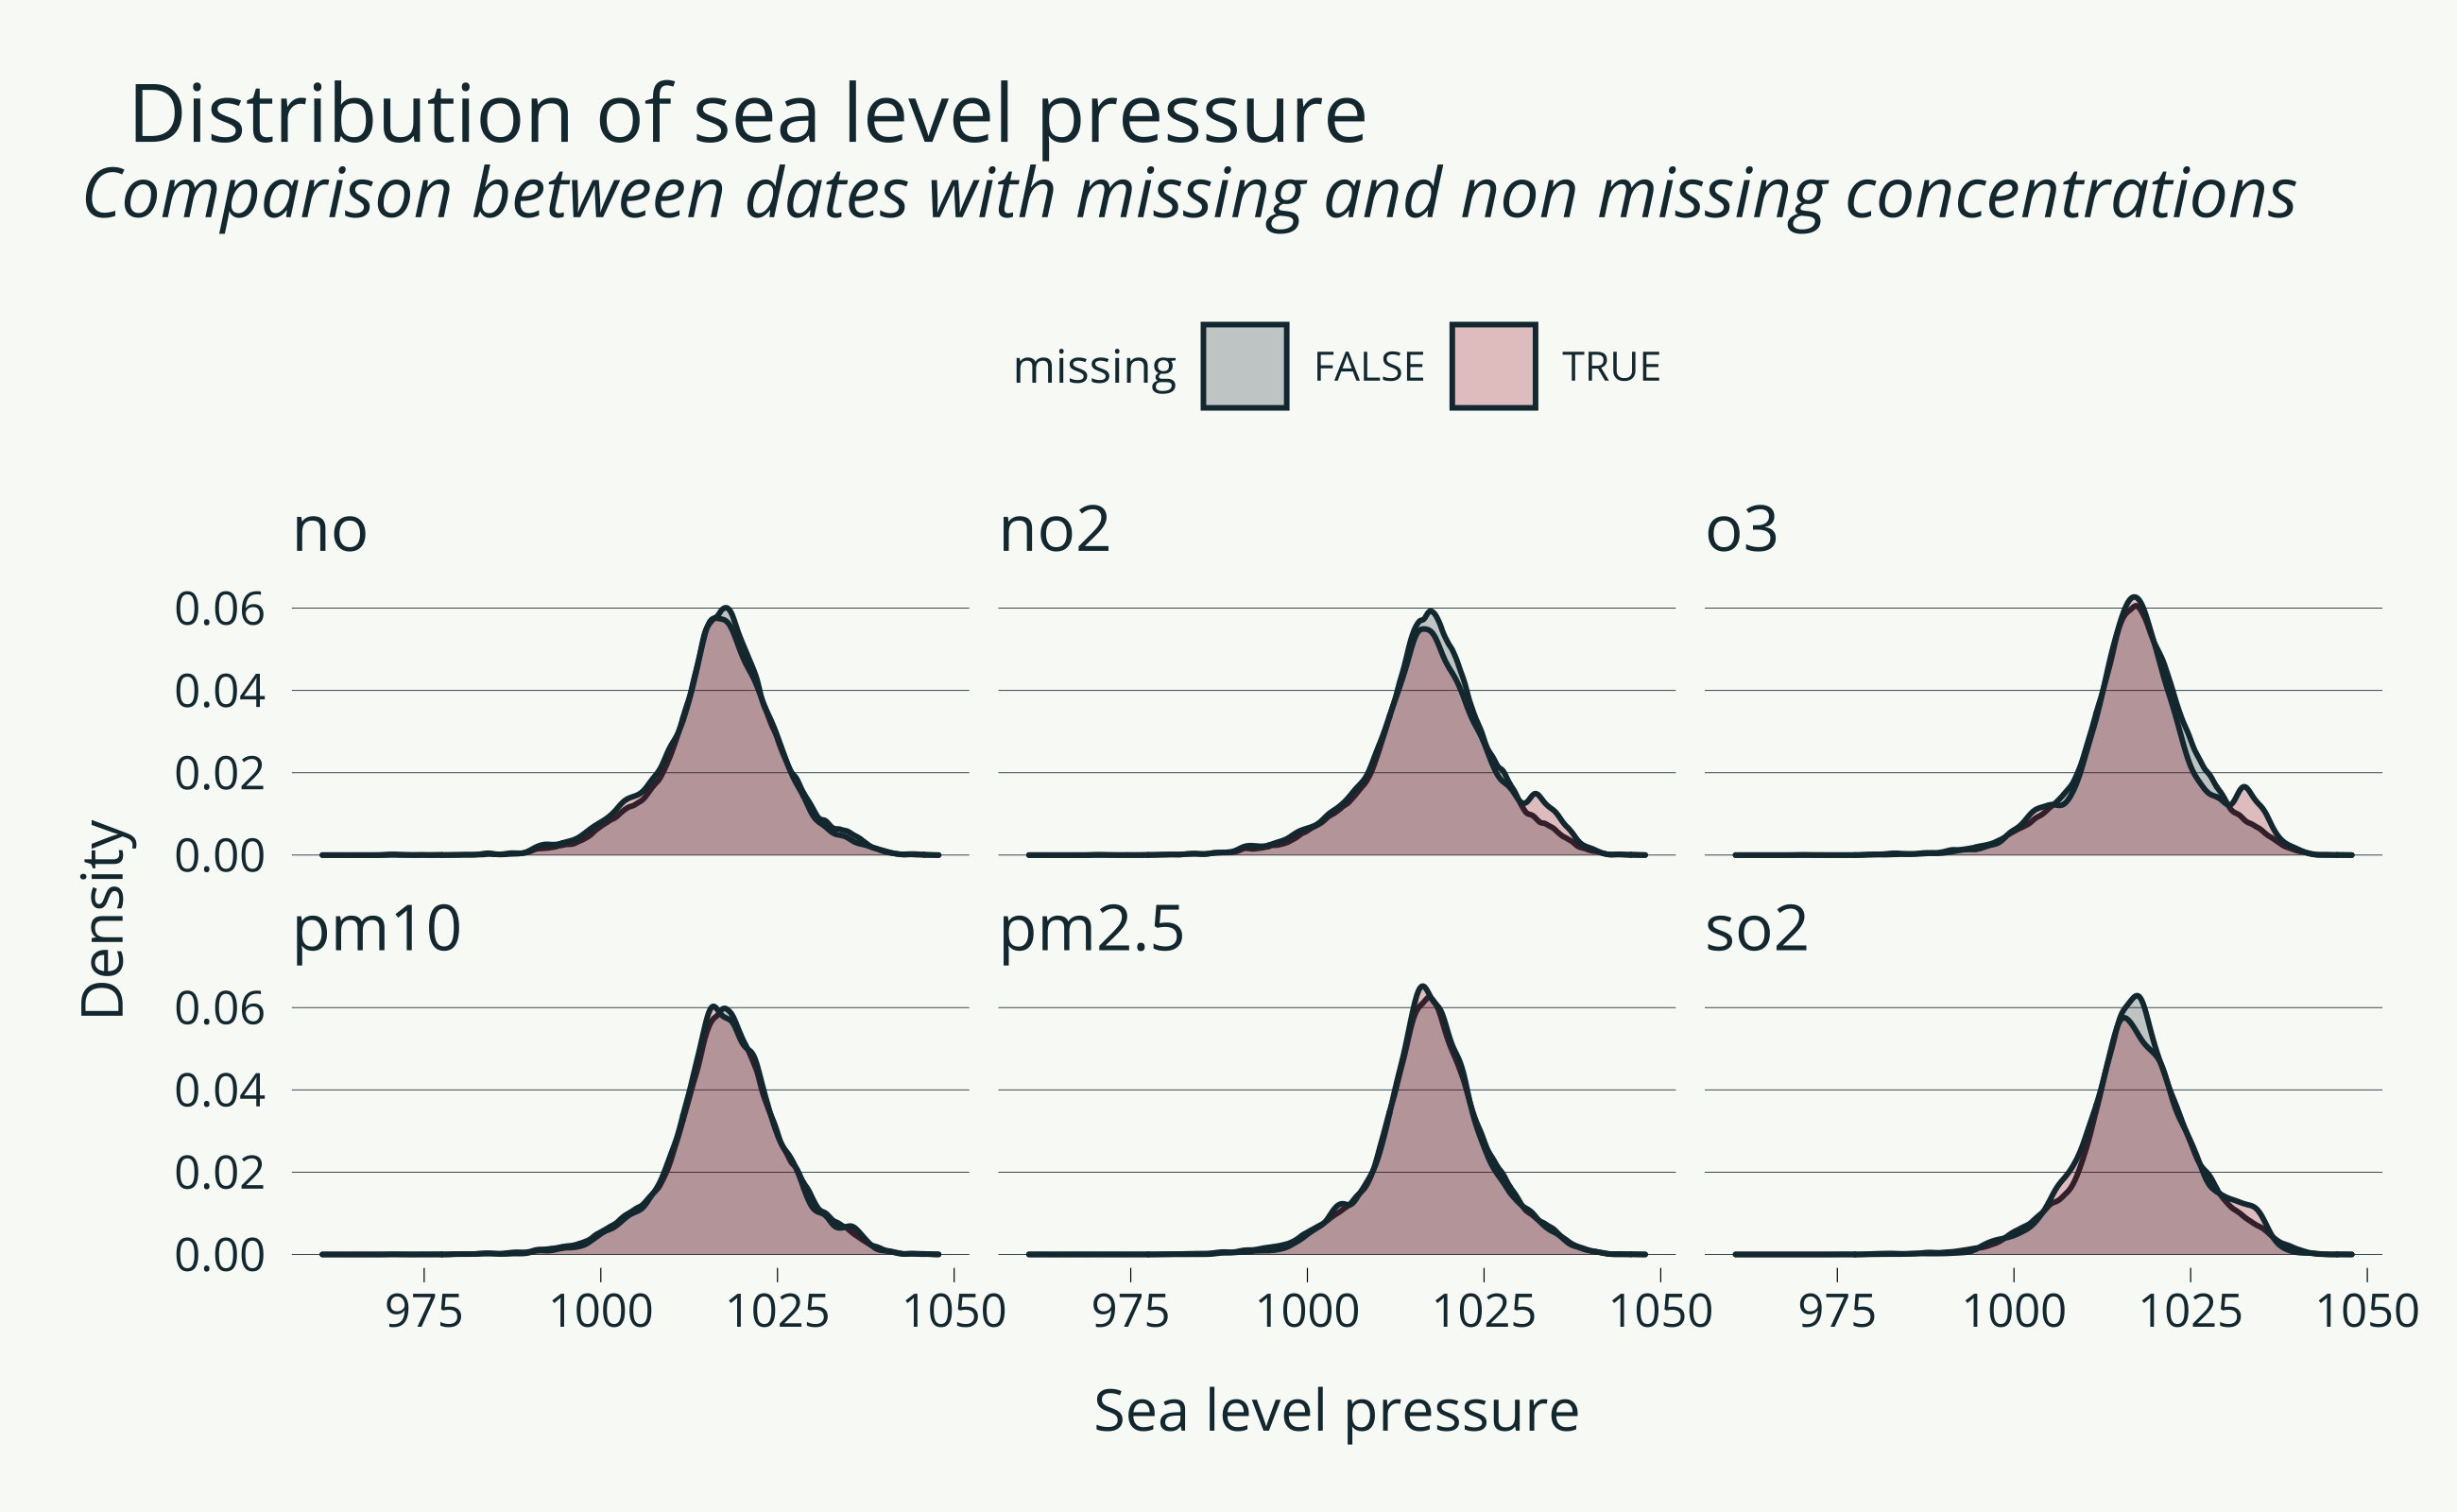 Distribution of sea level pressure
Comparison between dates with missing and non missing concentrations
missing FALSE TRUE
no no2 o3
0.06
0.04
0.02
0.00
Density
pm10 pm2.5 so2
0.06
0.04
0.02
0.00
975 1000 1025 1050 975 1000 1025 1050 975 1000 1025 1050
Sea level pressure